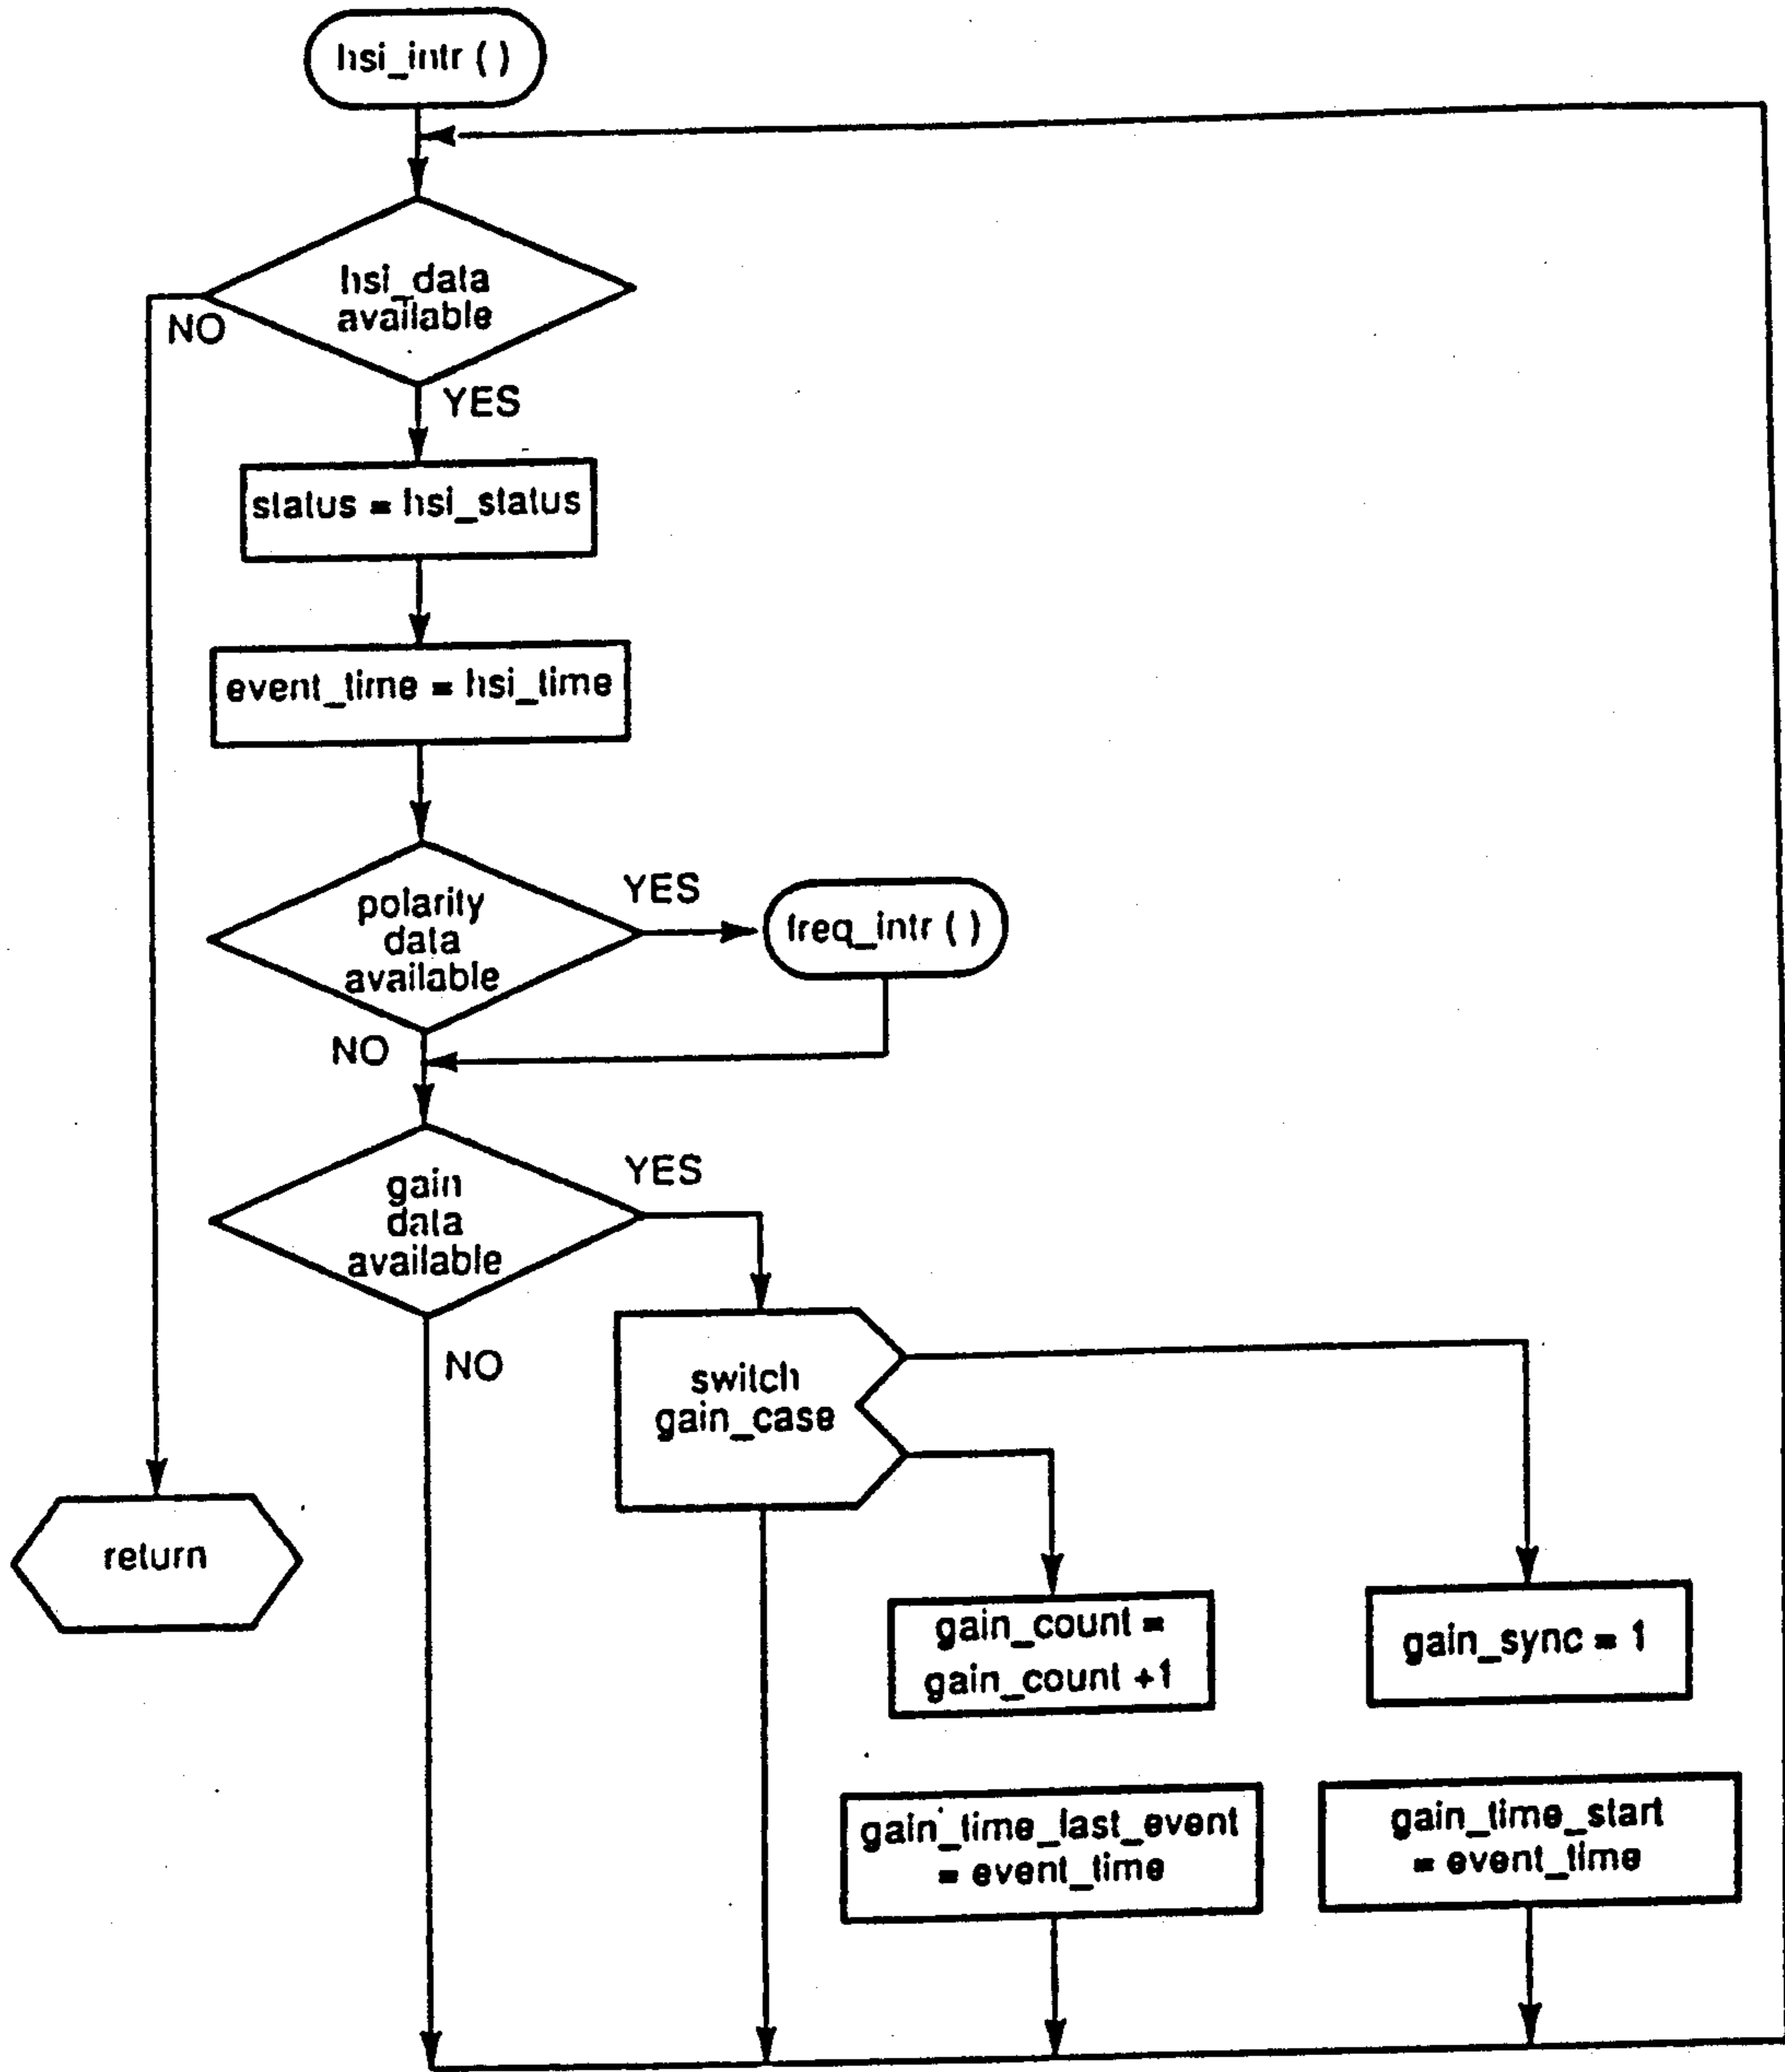 hsi_intr ( )
hsi_data
available
NO
YES
status = hsi_status
event_time = hsi_time
polarity
data
available
YES
freq_intr ( )
NO
gain
data
available
YES
NO
switch
gain_case
return
gain_count =
gain_count +1
gain_sync = 1
gain_time_last_event
= event_time
gain_time_start
= event_time